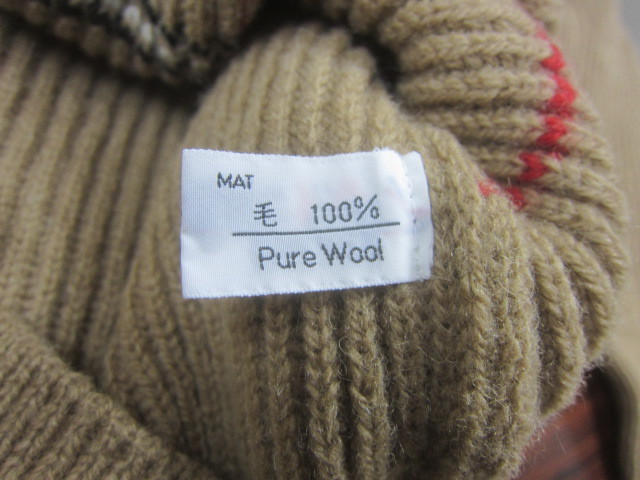 MAT
毛 100%
Pure Wool